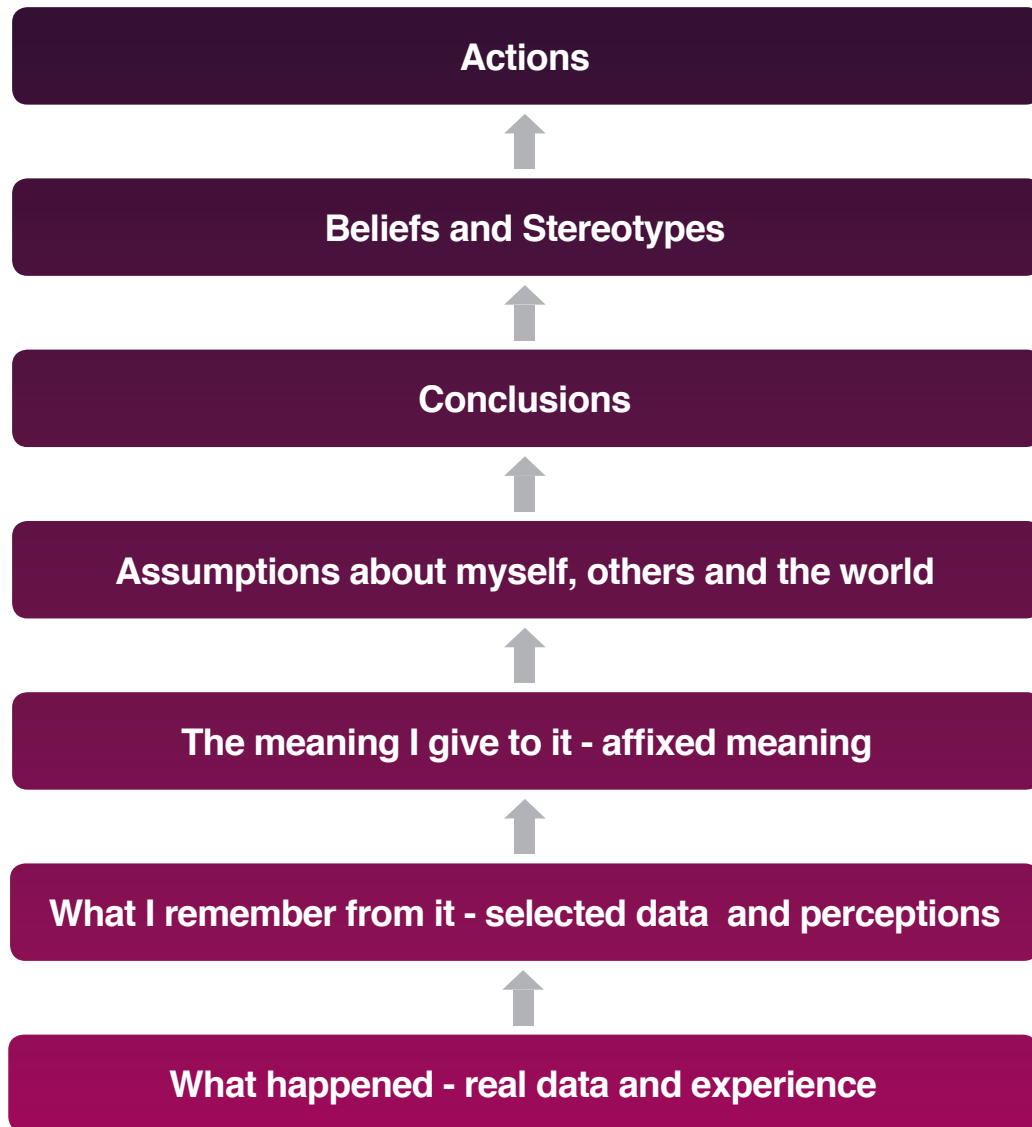 Actions
Beliefs and Stereotypes
Conclusions
Assumptions about myself, others and the world
The meaning I give to it - affixed meaning
What I remember from it - selected data  and perceptions
What happened - real data and experience